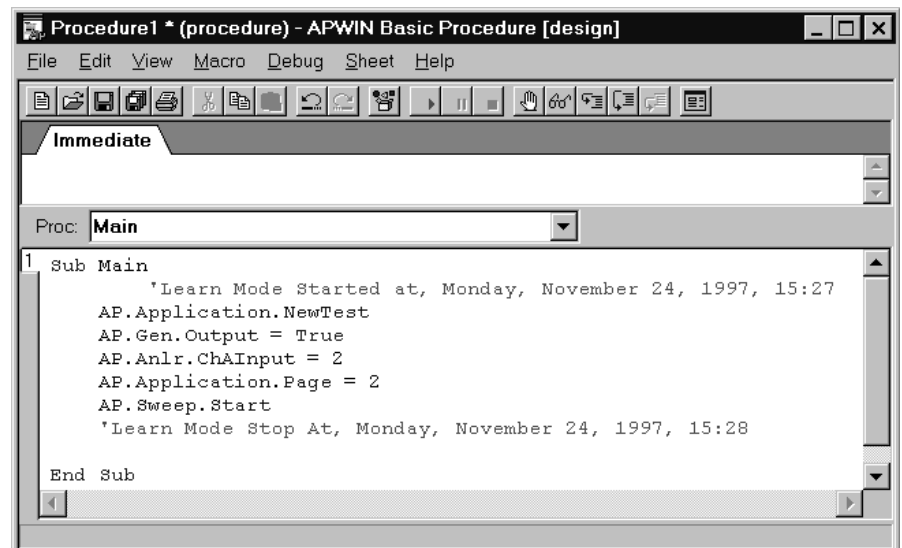 Procedure1 * (procedure) - APWIN Basic Procedure [design]
File Edit View Macro Debug Sheet Help
Immediate
Proc: Main
1
Sub Main
'Learn Mode Started at, Monday, November 24, 1997, 15:27
AP.Application.NewTest
AP.Gen.Output = True
AP.Anlr.ChAInput = 2
AP.Application.Page = 2
AP.Sweep.Start
'Learn Mode Stop At, Monday, November 24, 1997, 15:28
End Sub